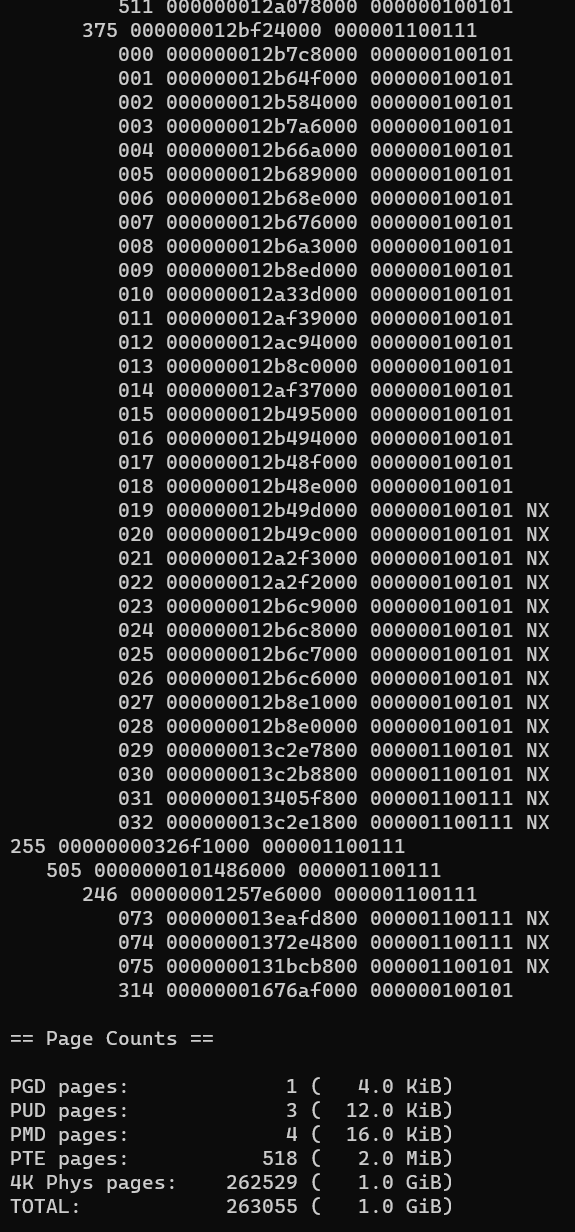 511 000000012a078000 000000100101
375 000000012bf24000 000001100111
000 000000012b7c8000 000000100101
001 000000012b64f000 000000100101
002 000000012b584000 000000100101
003 000000012b7a6000 000000100101
004 000000012b66a000 000000100101
005 000000012b689000 000000100101
006 000000012b68e000 000000100101
007 000000012b676000 000000100101
008 000000012b6a3000 000000100101
009 000000012b8ed000 000000100101
010 000000012a33d000 000000100101
011 000000012af39000 000000100101
012 000000012ac94000 000000100101
013 000000012b8c0000 000000100101
014 000000012af37000 000000100101
015 000000012b495000 000000100101
016 000000012b494000 000000100101
017 000000012b48f000 000000100101
018 000000012b48e000 000000100101
019 000000012b49d000 000000100101 NX
020 000000012b49c000 000000100101 NX
021 000000012a2f3000 000000100101 NX
022 000000012a2f2000 000000100101 NX
023 000000012b6c9000 000000100101 NX
024 000000012b6c8000 000000100101 NX
025 000000012b6c7000 000000100101 NX
026 000000012b6c6000 000000100101 NX
027 000000012b8e1000 000000100101 NX
028 000000012b8e0000 000000100101 NX
029 000000013c2e7800 000001100101 NX
030 000000013c2b8800 000001100101 NX
031 000000013405f800 000001100111 NX
032 000000013c2e1800 000001100111 NX
255 00000000326f1000 000001100111
505 0000000101486000 000001100111
246 00000001257e6000 000001100111
073 000000013eafd800 000001100111 NX
074 00000001372e4800 000001100111 NX
075 0000000131bcb800 000001100101 NX
314 00000001676af000 000000100101
== Page Counts ==
PGD pages: 1 ( 4.0 KiB)
PUD pages: 3 ( 12.0 KiB)
PMD pages: 4 ( 16.0 KiB)
PTE pages: 518 ( 2.0 MiB)
4K Phys pages: 262529 ( 1.0 GiB)
TOTAL: 263055 ( 1.0 GiB)